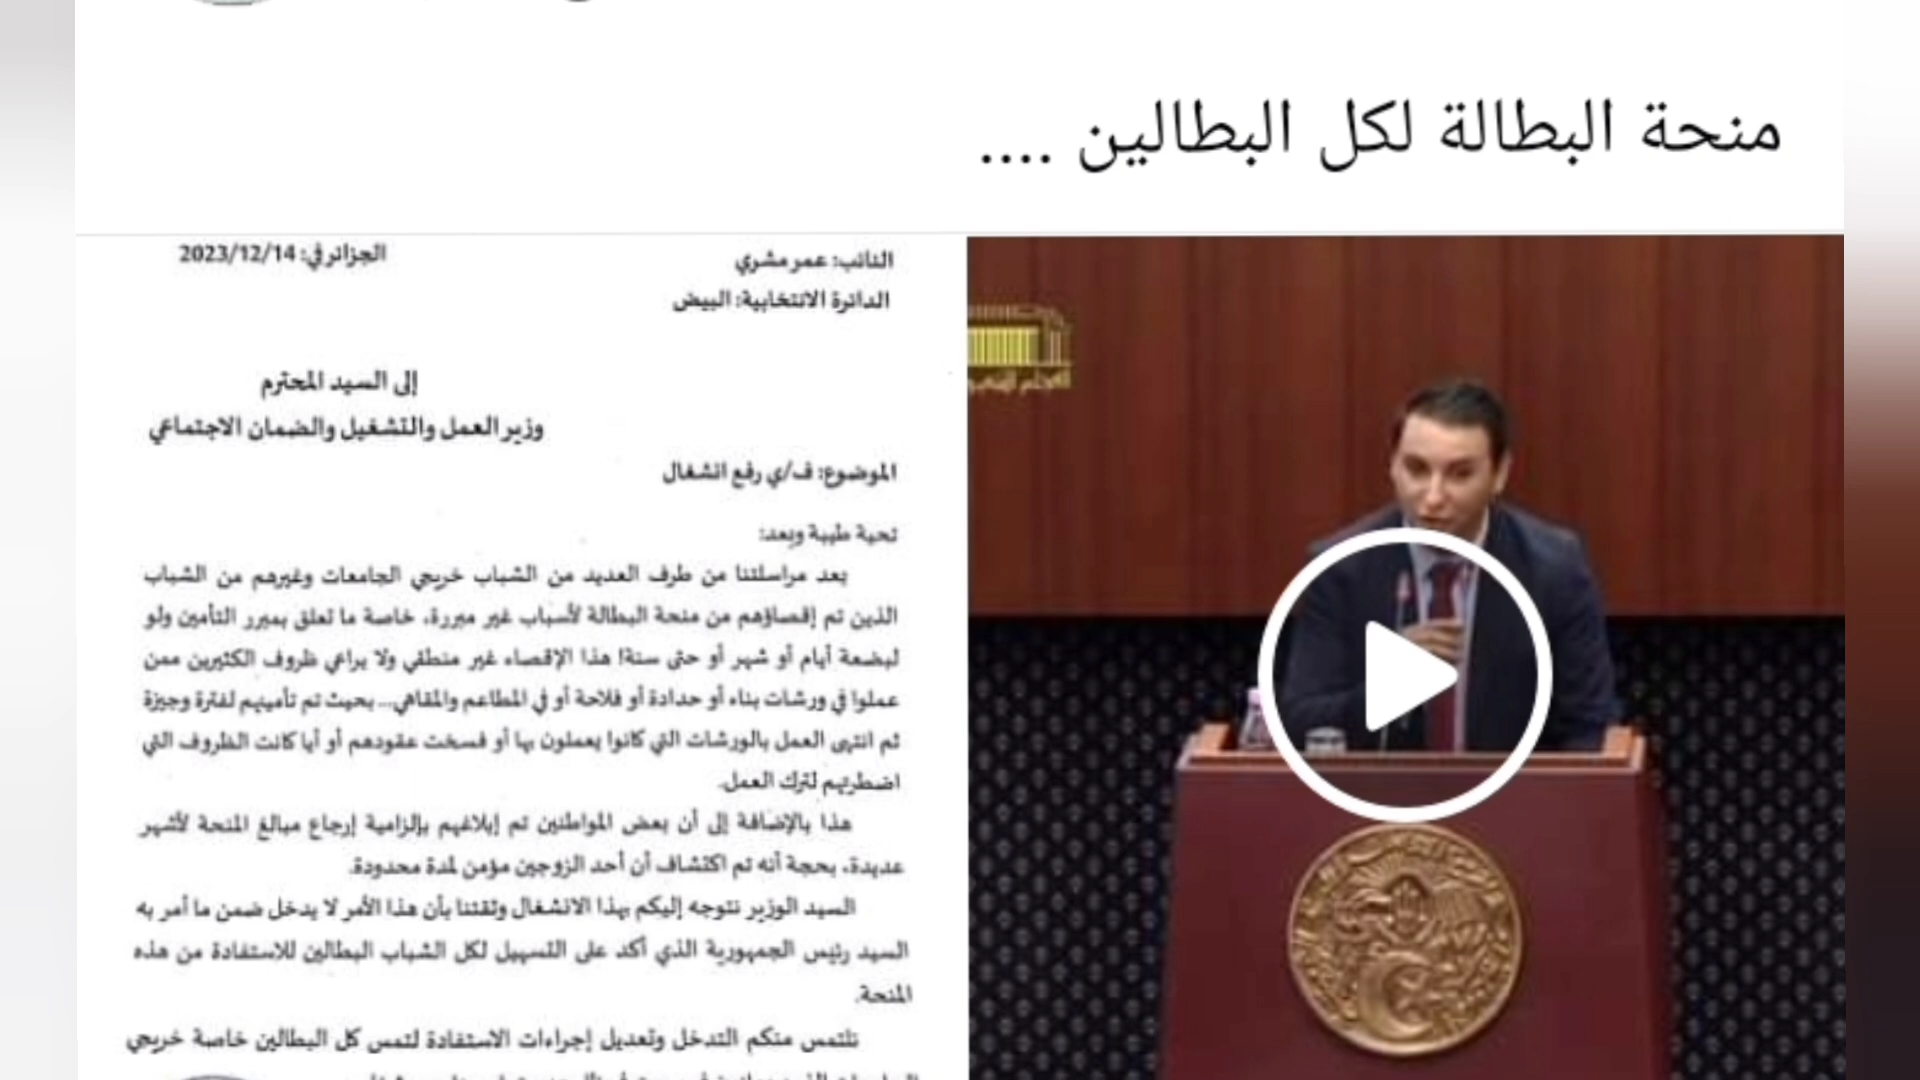 منحة البطالة لكل البطالين ....
النائب: عمر مشري
الجزائر في: 2023/12/14
الدائرة الانتخابية: البيض
إلى السيد المحترم
وزير العمل والتشغيل والضمان الاجتماعي
الموضوع: ف/ي رفع انشغال
تحية طيبة وبعد:
بعد مراسلتنا من طرف العديد من الشباب خريجي الجامعات وغيرهم من الشباب
الذين تم إقصاؤهم من منحة البطالة لأسباب غير مبررة، خاصة ما تعلق بمبرر التأمين ولو
لبضعة أيام أو شهر أو حتى سنة! هذا الإقصاء غير منطقي ولا يراعي ظروف الكثيرين ممن
عملوا في ورشات بناء أو حدادة أو فلاحة أو في المطاعم والمقاهي... بحيث تم تأمينهم لفترة وجيزة
ثم انتهى العمل بالورشات التي كانوا يعملون بها أو فسخت عقودهم أو أيا كانت الظروف التي
اضطرتهم لترك العمل.
هذا بالإضافة إلى أن بعض المواطنين تم إبلاغهم بإلزامية إرجاع مبالغ المنحة لأشهر
عديدة، بحجة أنه تم اكتشاف أن أحد الزوجين مؤمن لمدة محدودة.
السيد الوزير نتوجه إليكم بهذا الانشغال وثقتنا بأن هذا الأمر لا يدخل ضمن ما أمر به
السيد رئيس الجمهورية الذي أكد على التسهيل لكل الشباب البطالين للاستفادة من هذه
المنحة.
نلتمس منكم التدخل وتعديل إجراءات الاستفادة لتمس كل البطالين خاصة خريجي